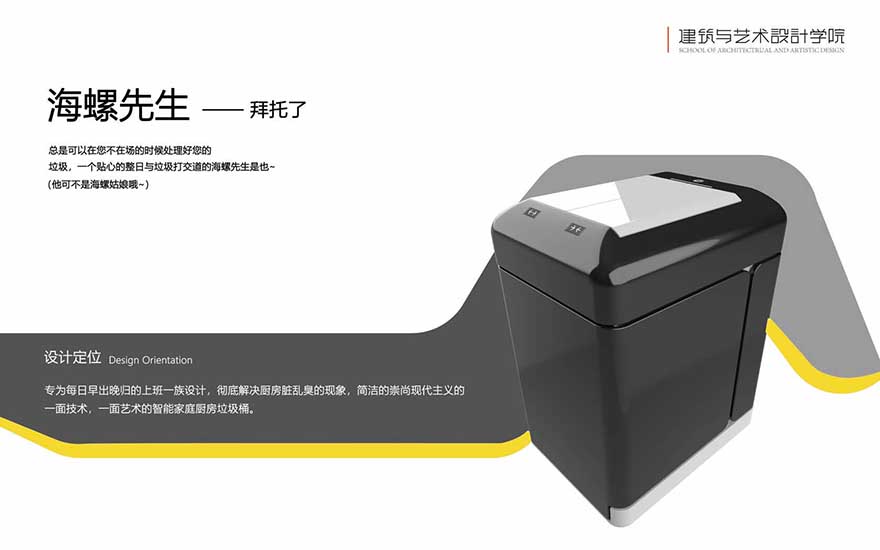 建筑与艺术設計学院
SCHOOL OF ARCHITECTRUAL AND ARTISTIC DESIGN
海螺先生 —— 拜托了
总是可以在您不在场的时候处理好您的
垃圾，一个贴心的整日与垃圾打交道的海螺先生是也~
(他可不是海螺姑娘哦~)
设计定位 Design Orientation
专为每日早出晚归的上班一族设计，彻底解决厨房脏乱臭的现象，简洁的崇尚现代主义的
一面技术，一面艺术的智能家庭厨房垃圾桶。